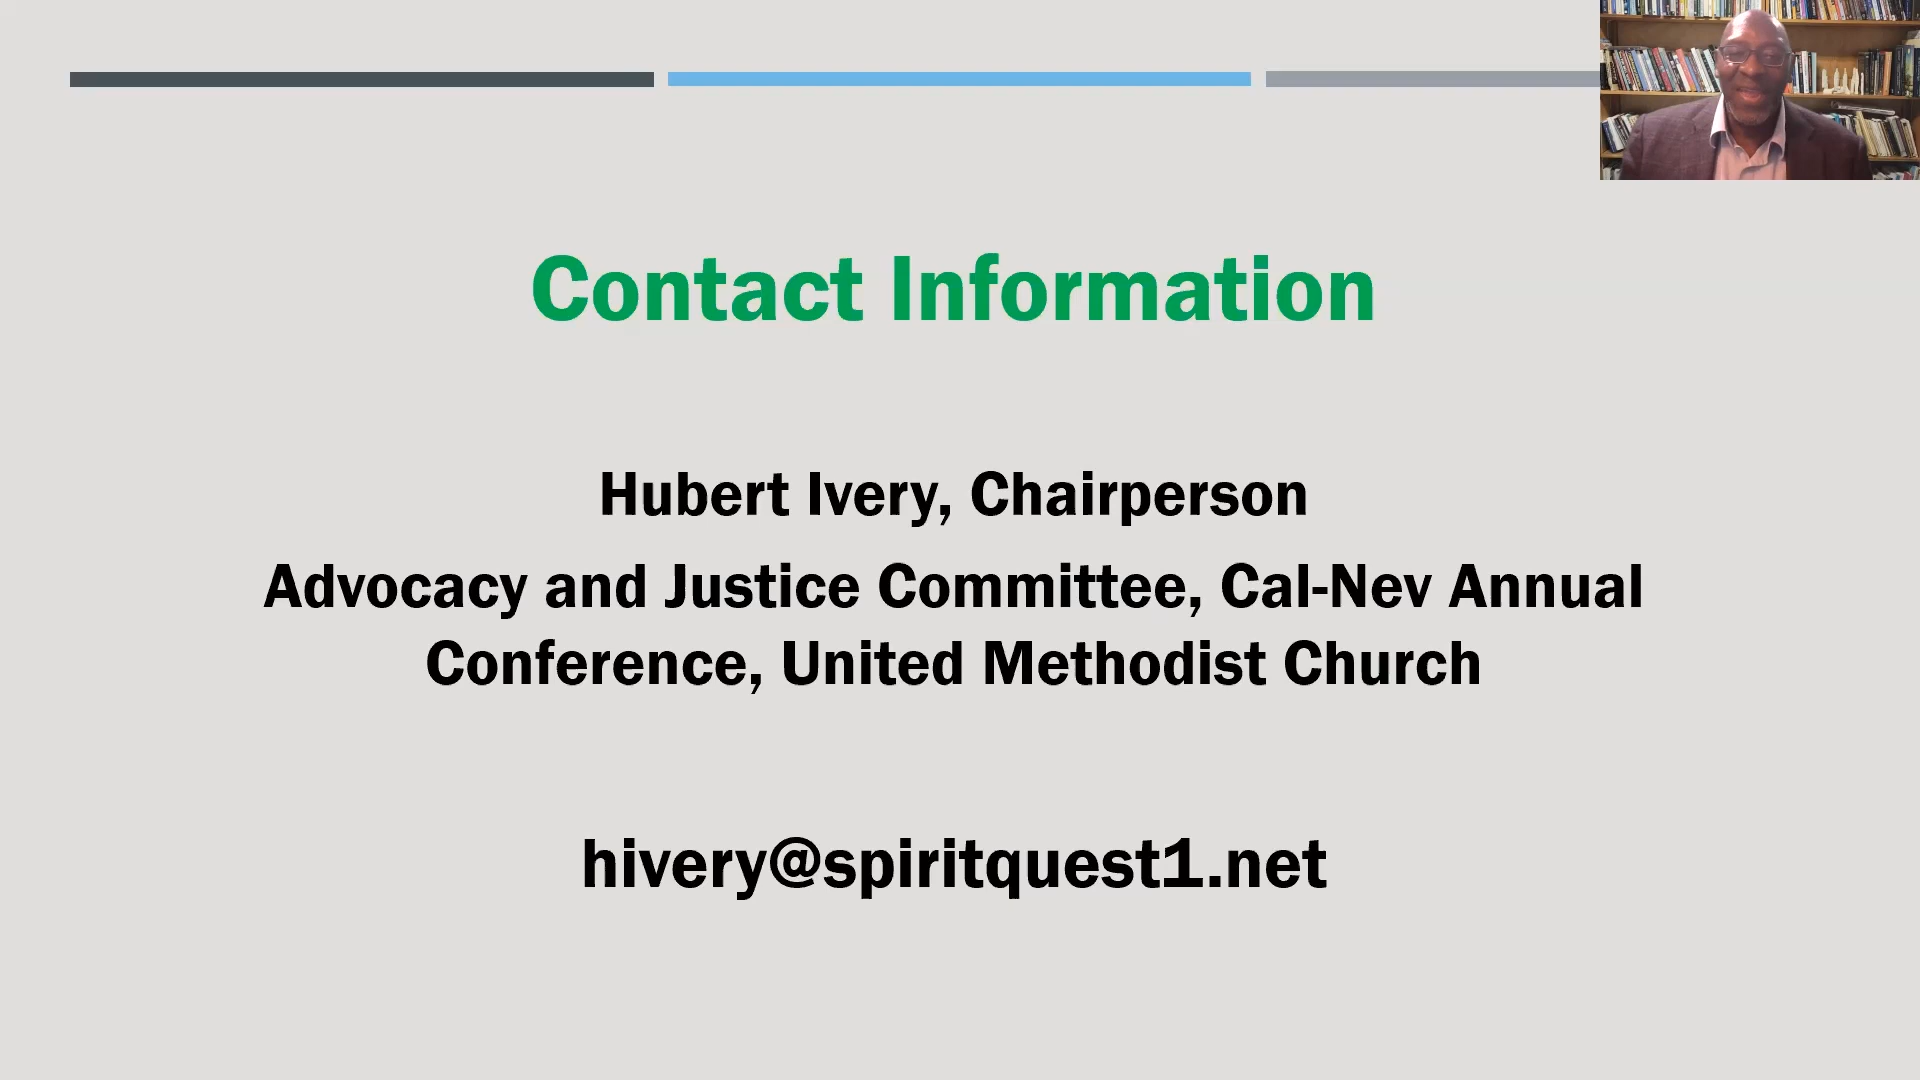 Contact Information
Hubert Ivery, Chairperson
Advocacy and Justice Committee, Cal-Nev Annual
Conference, United Methodist Church
hivery@spiritquest1.net